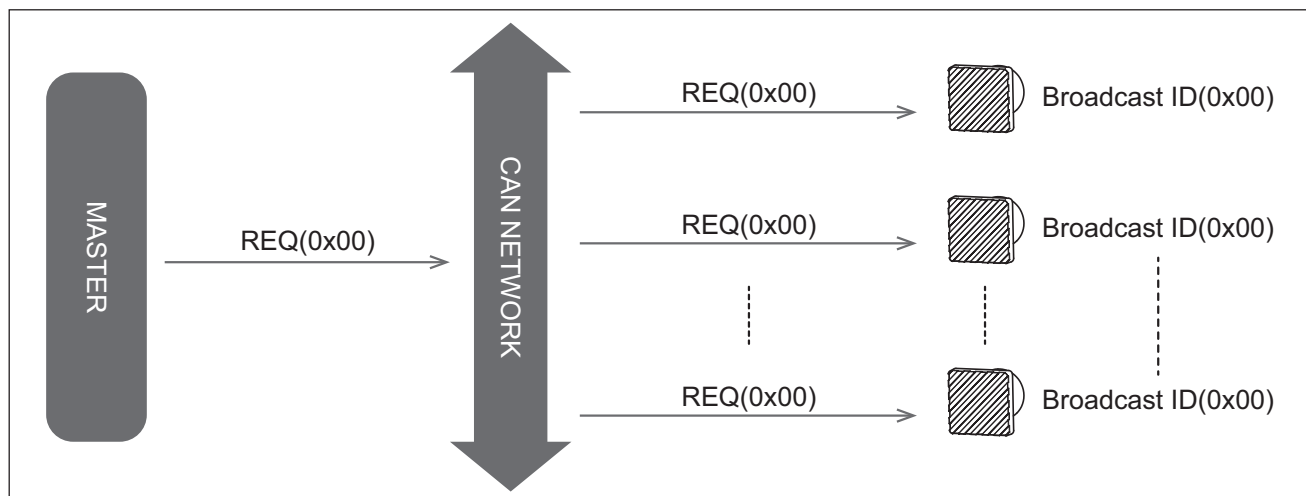 MASTER
REQ(0x00)
CAN NETWORK
REQ(0x00)
Broadcast ID(0x00)
REQ(0x00)
Broadcast ID(0x00)
REQ(0x00)
Broadcast ID(0x00)